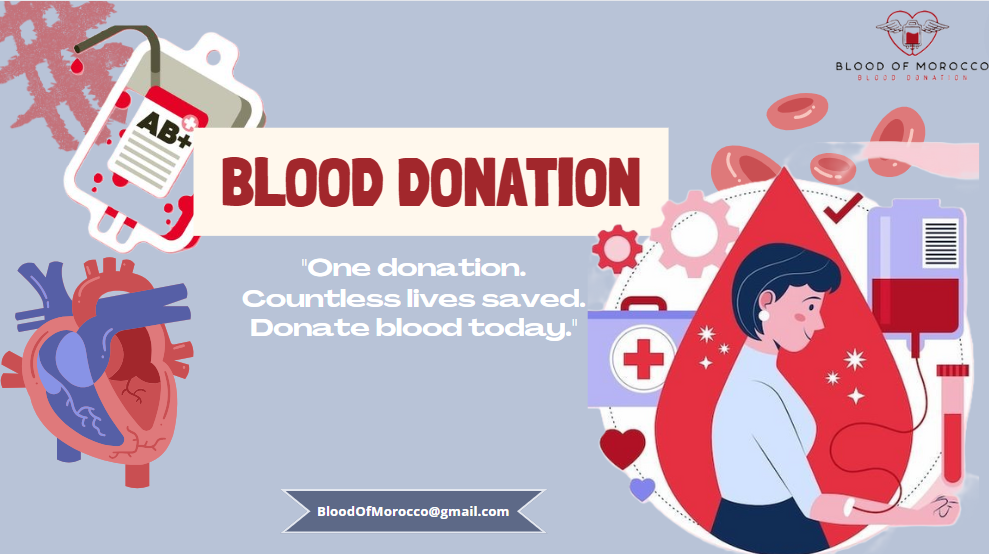 BLOOD OF MOROCCO
BLOOD DONATION
AB+
BLOOD DONATION
"One donation.
Countless lives saved.
Donate blood today."
BloodOfMorocco@gmail.com